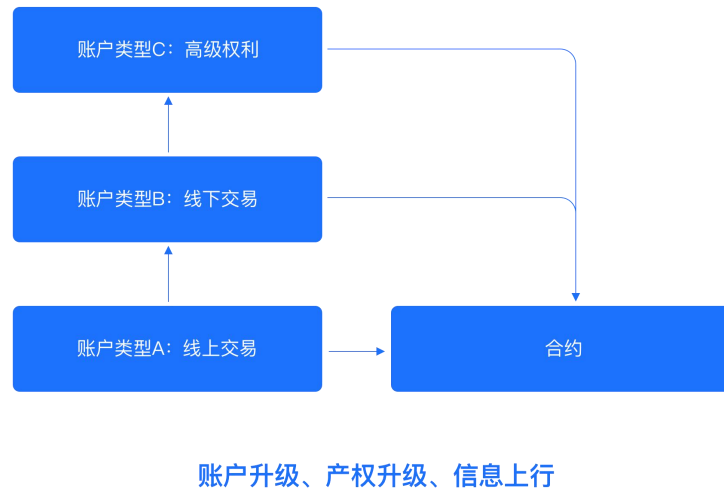 账户类型C：高级权利
账户类型B：线下交易
账户类型A：线上交易
合约
账户升级、产权升级、信息上行